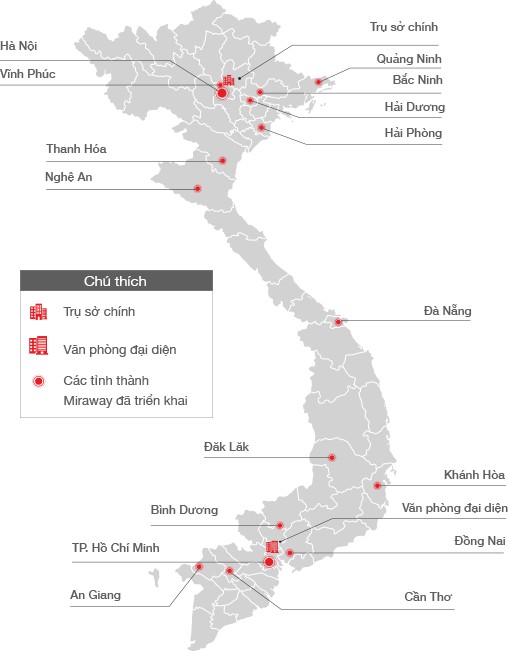 Trụ sở chính
Hà Nội
Quảng Ninh
Vĩnh Phúc
Bắc Ninh
Hải Dương
Hải Phòng
Thanh Hóa
Nghệ An
Chú thích
Trụ sở chính
Văn phòng đại diện
Các tỉnh thành
Miraway đã triển khai
Đà Nẵng
Đăk Lăk
Khánh Hòa
Bình Dương
Văn phòng đại diện
Đồng Nai
TP. Hồ Chí Minh
An Giang
Cần Thơ